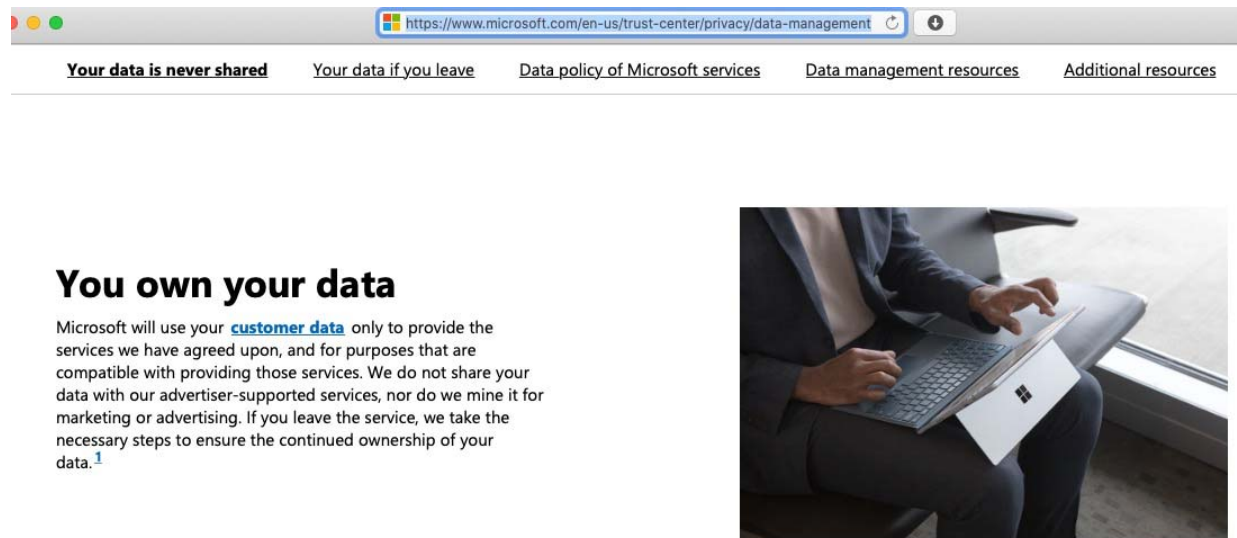 https://www.microsoft.com/en-us/trust-center/privacy/data-management
Your data is never shared Your data if you leave Data policy of Microsoft services Data management resources Additional resources
You own your data
Microsoft will use your customer data only to provide the
services we have agreed upon, and for purposes that are
compatible with providing those services. We do not share your
data with our advertiser-supported services, nor do we mine it for
marketing or advertising. If you leave the service, we take the
necessary steps to ensure the continued ownership of your
data.1